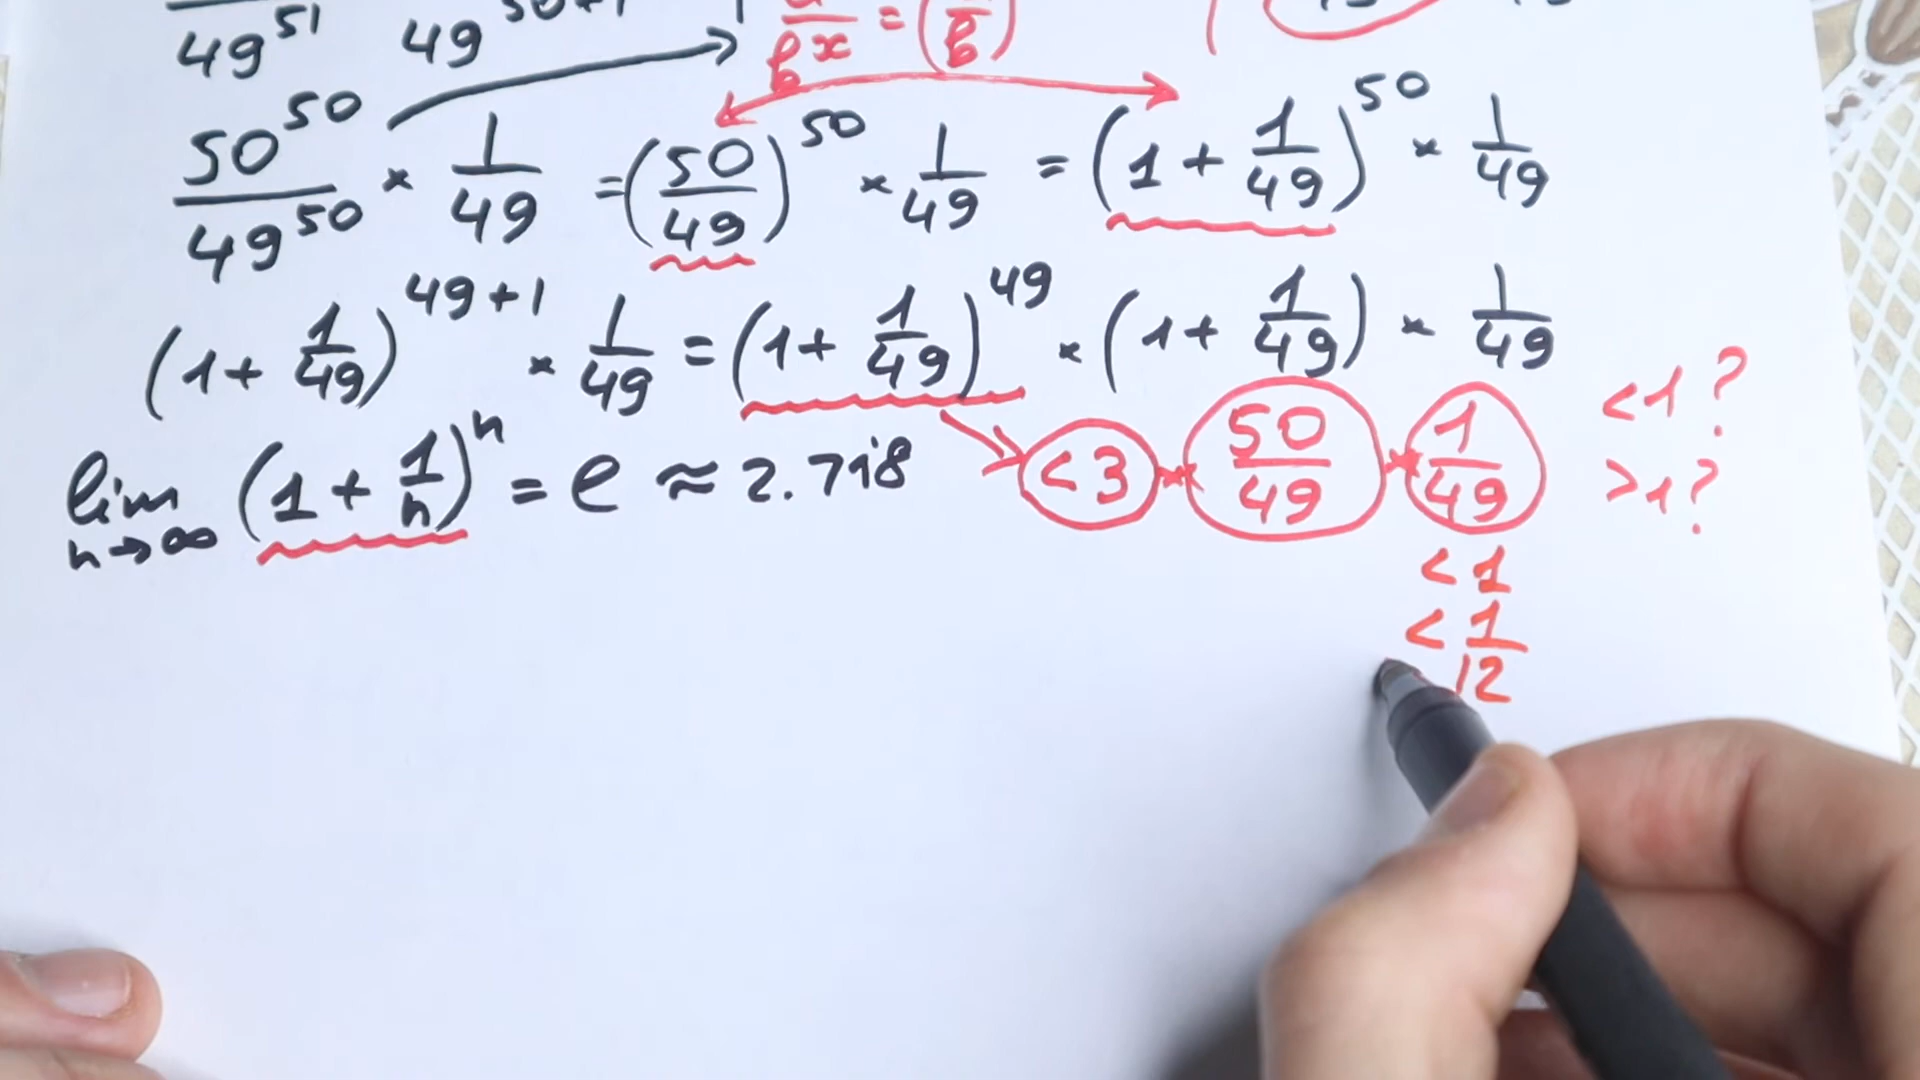 49^51 49^50+1 /β^x = ( /β)
50^50/49^50 × 1/49 = (50/49)^50 × 1/49 = (1 + 1/49)^50 × 1/49
(1 + 1/49)^49+1 × 1/49 = (1 + 1/49)^49 × (1 + 1/49) × 1/49
<1?
lim n→∞ (1 + 1/n)^n = e ≈ 2.718 <3 × 50/49 × 1/49 >1?
<1
<1/12